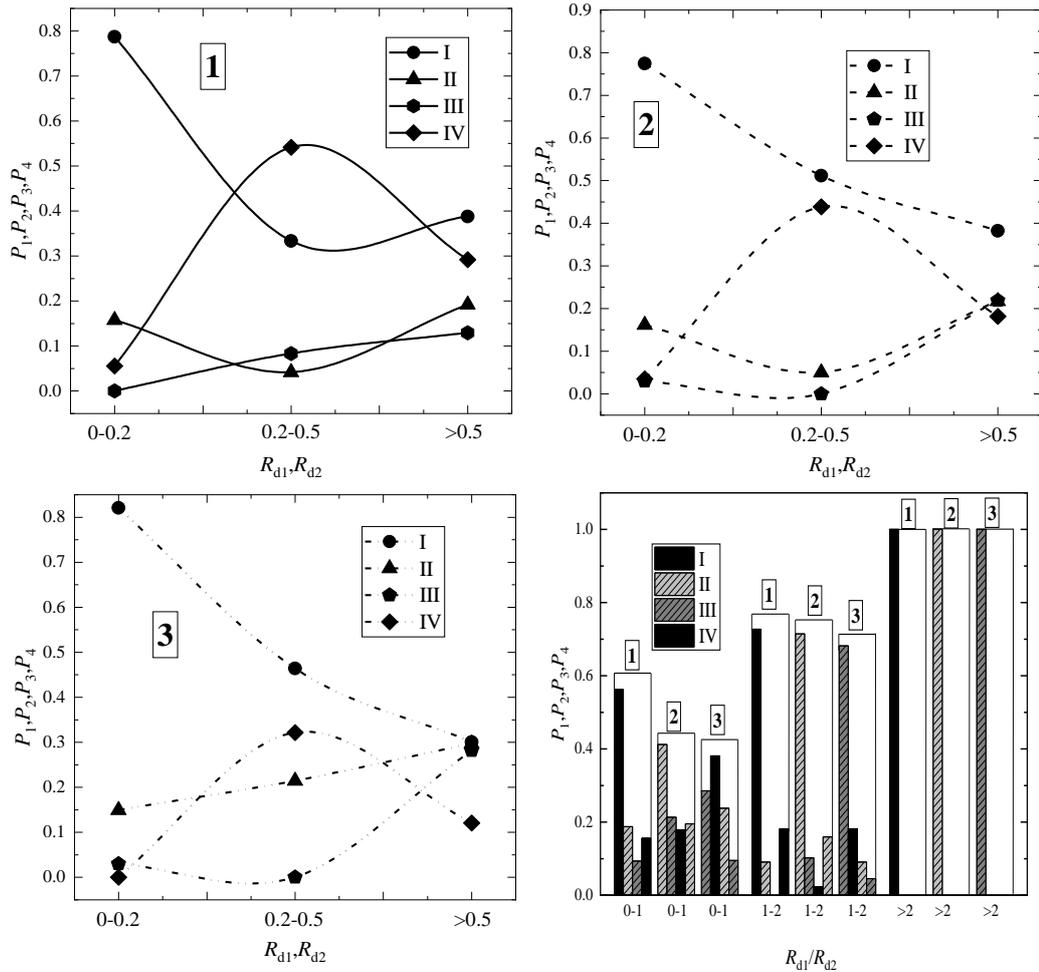 0.8
0.7
0.6
0.5
0.4
0.3
0.2
0.1
0.0
P1,P2,P3,P4
1
I
II
III
IV
0-0.2 0.2-0.5 >0.5
Rd1,Rd2
0.9
0.8
0.7
0.6
0.5
0.4
0.3
0.2
0.1
0.0
P1,P2,P3,P4
2
I
II
III
IV
0-0.2 0.2-0.5 >0.5
Rd1,Rd2
0.8
0.7
0.6
0.5
0.4
0.3
0.2
0.1
0.0
P1,P2,P3,P4
3
I
II
III
IV
0-0.2 0.2-0.5 >0.5
Rd1,Rd2
1.0
0.8
0.6
0.4
0.2
0.0
P1,P2,P3,P4
I
II
III
IV
1 2 3 1 2 3 1 2 3
0-1 0-1 0-1 1-2 1-2 1-2 >2 >2 >2
Rd1/Rd2